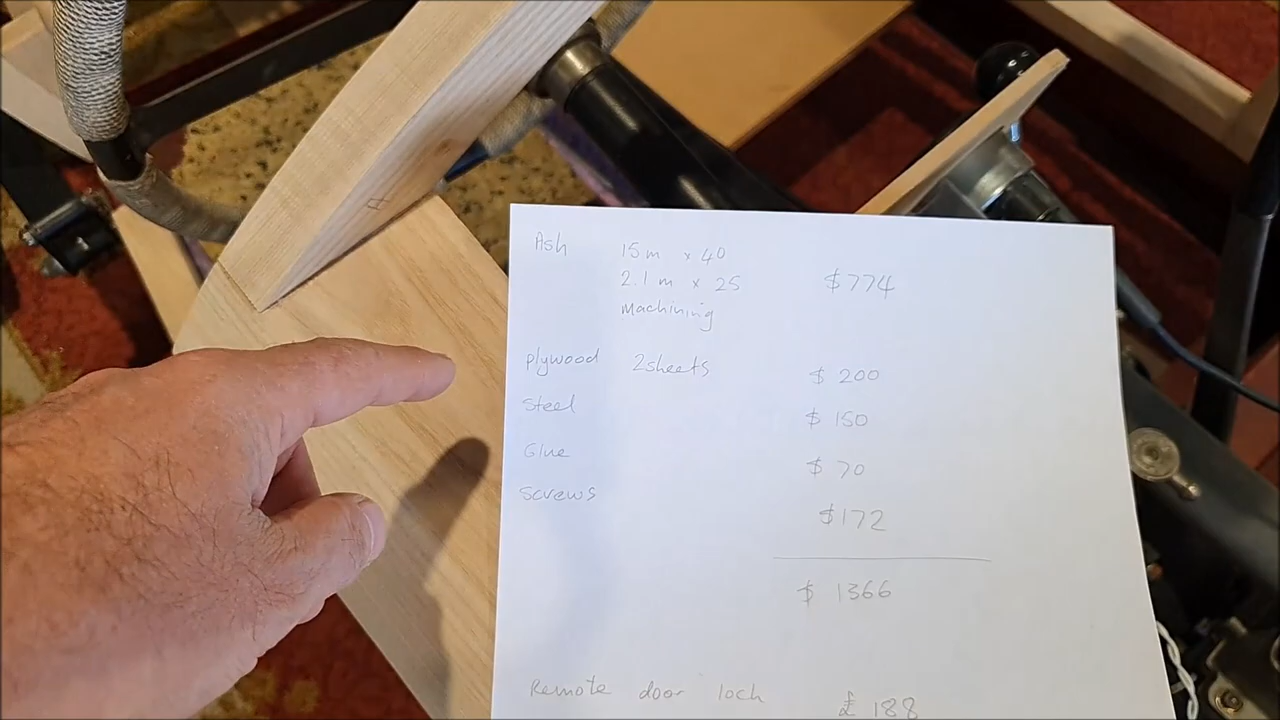 Ash 15m x 40
2.1 m x 25 $774
Machining
plywood 2sheets $ 200
Steel $ 150
Glue $ 70
Screws $172
$ 1366
Remote door lock £ 188